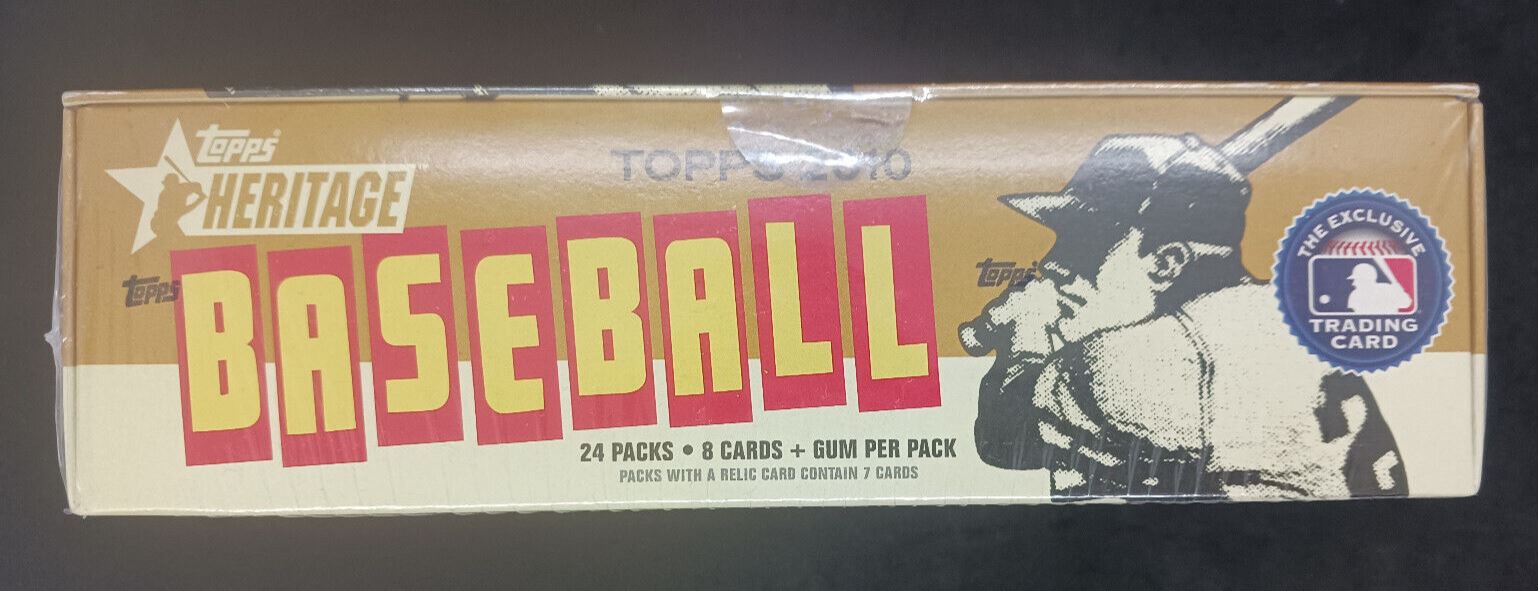 topps
HERITAGE
TOPPS 2010
BASEBALL
topps
topps
24 PACKS • 8 CARDS + GUM PER PACK
PACKS WITH A RELIC CARD CONTAIN 7 CARDS
THE EXCLUSIVE
TRADING
CARD
2